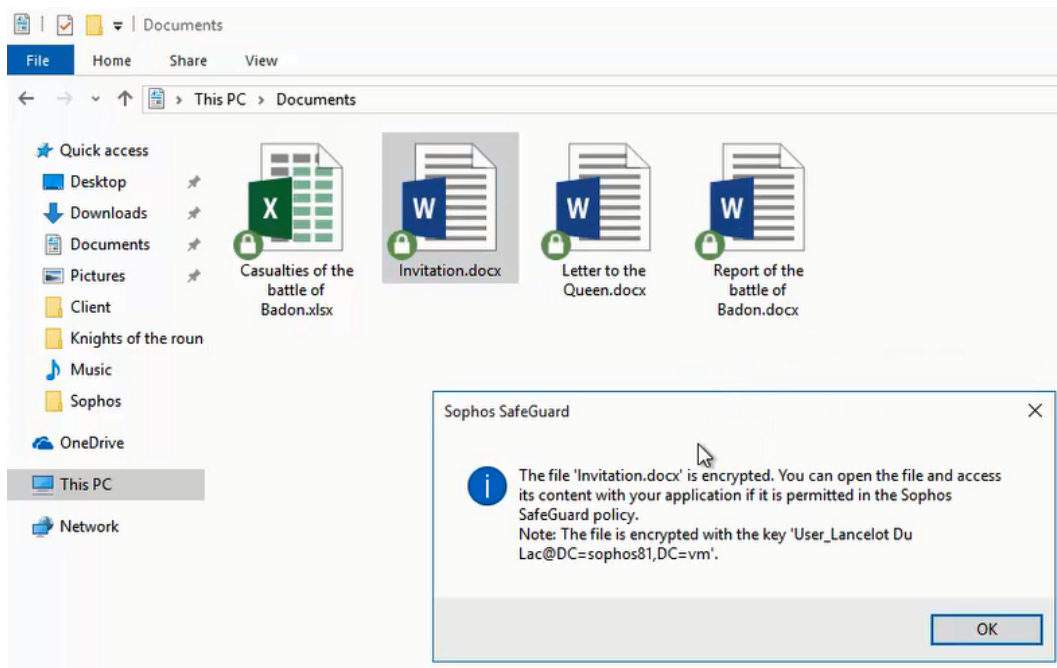 Documents
File Home Share View
This PC > Documents
Quick access
Desktop
Downloads
Documents
Pictures
Client
Knights of the roun
Music
Sophos
OneDrive
This PC
Network
X
Casualties of the
battle of
Badon.xlsx
W
Invitation.docx
W
Letter to the
Queen.docx
W
Report of the
battle of
Badon.docx
Sophos SafeGuard
The file 'Invitation.docx' is encrypted. You can open the file and access
its content with your application if it is permitted in the Sophos
SafeGuard policy.
Note: The file is encrypted with the key 'User_Lancelot Du
Lac@DC=sophos81,DC=vm'.
OK